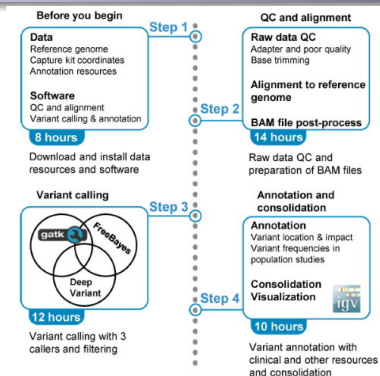 Before you begin
Step 1
Data
Reference genome
Capture kit coordinates
Annotation resources
Software
QC and alignment
Variant calling & annotation
8 hours
Download and install data
resources and software
QC and alignment
Raw data QC
Adapter and poor quality
Base trimming
Alignment to reference
genome
Step 2
BAM file post-process
14 hours
Raw data QC and
preparation of BAM files
Variant calling
Step 3
gatk
FreeBayes
Deep
Variant
12 hours
Variant calling with 3
callers and filtering
Annotation and
consolidation
Annotation
Variant location & impact
Variant frequencies in
population studies
Step 4
Consolidation
Visualization
igv
10 hours
Variant annotation with
clinical and other resources
and consolidation